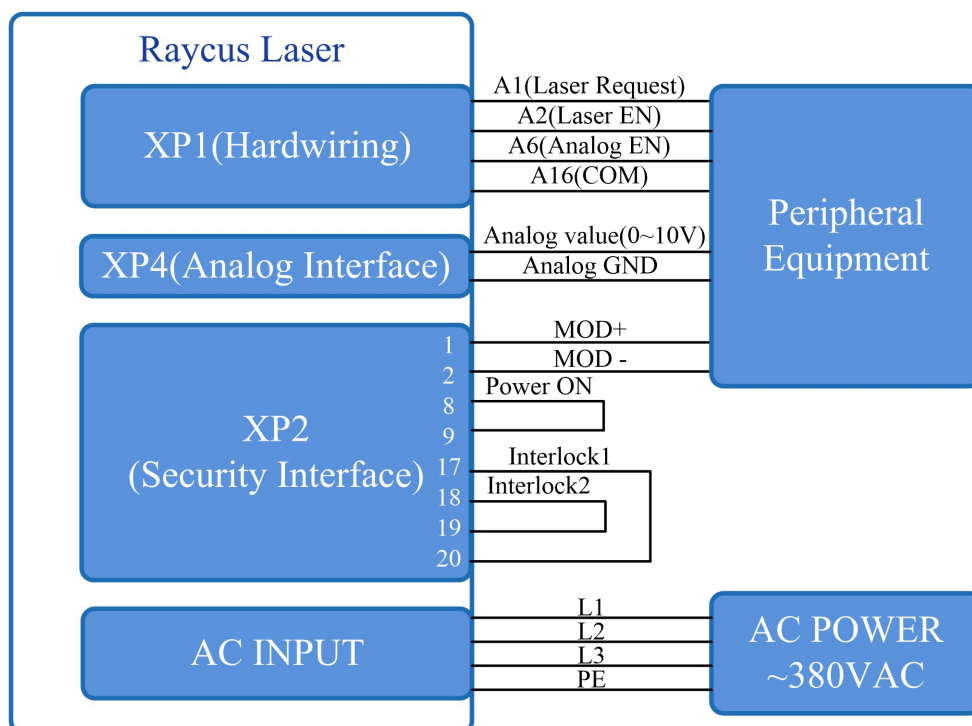 Raycus Laser
XP1(Hardwiring)
A1(Laser Request)
A2(Laser EN)
A6(Analog EN)
A16(COM)
Peripheral
Equipment
XP4(Analog Interface)
Analog value(0~10V)
Analog GND
XP2
(Security Interface)
1
2
8
9
17
18
19
20
MOD+
MOD -
Power ON
Interlock1
Interlock2
AC INPUT
L1
L2
L3
PE
AC POWER
~380VAC